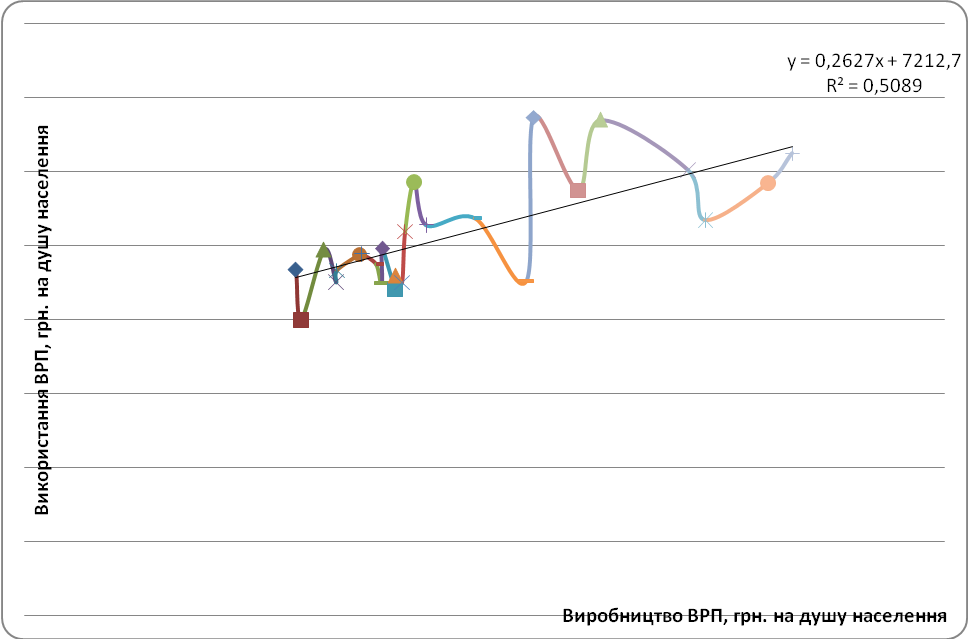 y = 0,2627x + 7212,7
R² = 0,5089
Використання ВРП, грн. на душу населення
Виробництво ВРП, грн. на душу населення